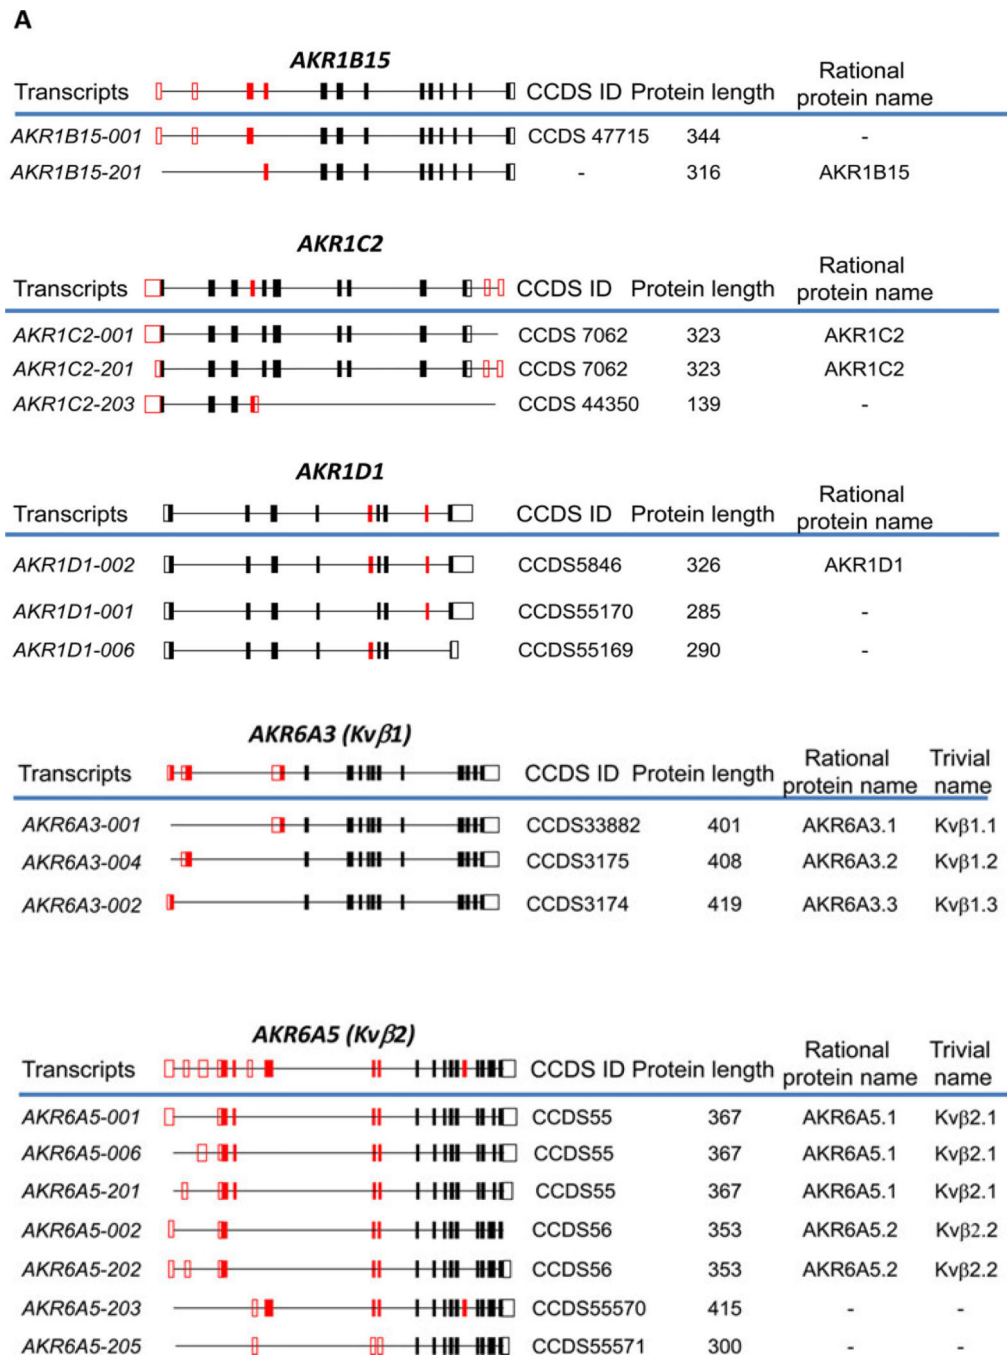 A
AKR1B15
Transcripts CCDS ID Protein length Rational protein name
AKR1B15-001 CCDS 47715 344 -
AKR1B15-201 - 316 AKR1B15
AKR1C2
Transcripts CCDS ID Protein length Rational protein name
AKR1C2-001 CCDS 7062 323 AKR1C2
AKR1C2-201 CCDS 7062 323 AKR1C2
AKR1C2-203 CCDS 44350 139 -
AKR1D1
Transcripts CCDS ID Protein length Rational protein name
AKR1D1-002 CCDS5846 326 AKR1D1
AKR1D1-001 CCDS55170 285 -
AKR1D1-006 CCDS55169 290 -
AKR6A3 (Kvβ1)
Transcripts CCDS ID Protein length Rational protein name Trivial name
AKR6A3-001 CCDS33882 401 AKR6A3.1 Kvβ1.1
AKR6A3-004 CCDS3175 408 AKR6A3.2 Kvβ1.2
AKR6A3-002 CCDS3174 419 AKR6A3.3 Kvβ1.3
AKR6A5 (Kvβ2)
Transcripts CCDS ID Protein length Rational protein name Trivial name
AKR6A5-001 CCDS55 367 AKR6A5.1 Kvβ2.1
AKR6A5-006 CCDS55 367 AKR6A5.1 Kvβ2.1
AKR6A5-201 CCDS55 367 AKR6A5.1 Kvβ2.1
AKR6A5-002 CCDS56 353 AKR6A5.2 Kvβ2.2
AKR6A5-202 CCDS56 353 AKR6A5.2 Kvβ2.2
AKR6A5-203 CCDS55570 415 - -
AKR6A5-205 CCDS55571 300 - -